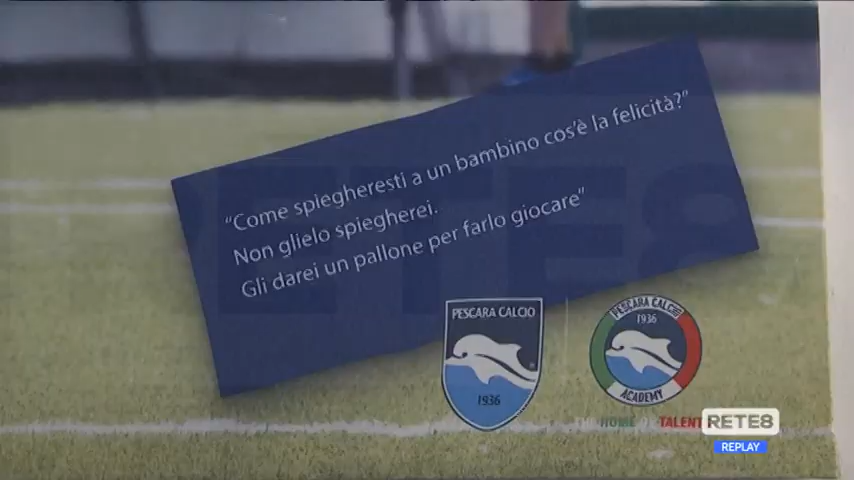 “Come spiegheresti a un bambino cos'è la felicità?”
Non glielo spiegherei.
Gli darei un pallone per farlo giocare”
PESCARA CALCIO
1936
PESCARA CALCIO
1936
ACADEMY
HOME TALENT
RETE8
REPLAY
RETE8